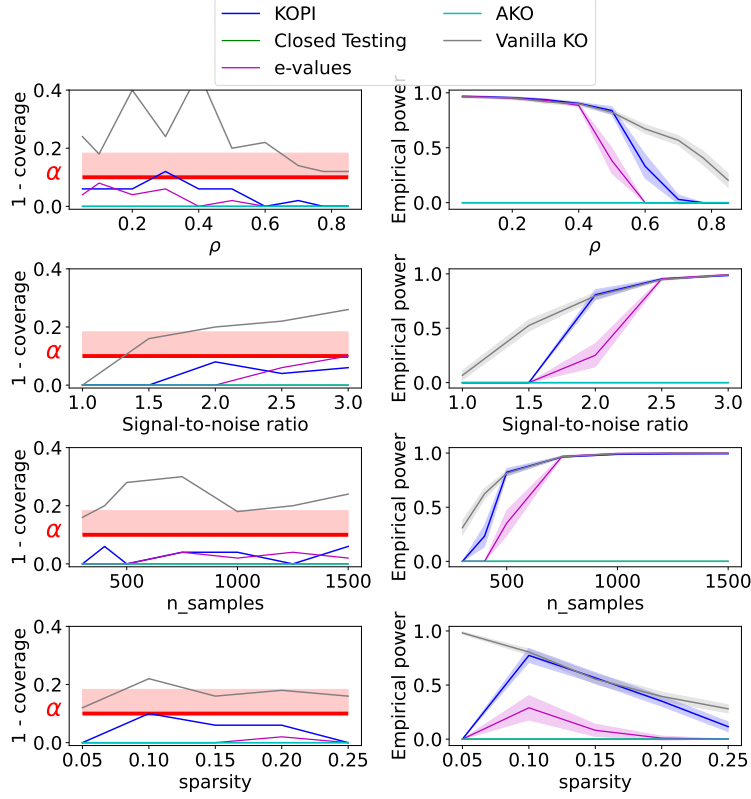 KOPI
AKO
Closed Testing
Vanilla KO
e-values
0.4
0.2
0.0
1 - coverage
α
0.2 0.4 0.6 0.8
ρ
1.0
0.5
0.0
Empirical power
0.2 0.4 0.6 0.8
ρ
0.4
0.2
0.0
1 - coverage
α
1.0 1.5 2.0 2.5 3.0
Signal-to-noise ratio
1.0
0.5
0.0
Empirical power
1.0 1.5 2.0 2.5 3.0
Signal-to-noise ratio
0.4
0.2
0.0
1 - coverage
α
500 1000 1500
n_samples
1.0
0.5
0.0
Empirical power
500 1000 1500
n_samples
0.4
0.2
0.0
1 - coverage
α
0.05 0.10 0.15 0.20 0.25
sparsity
1.0
0.5
0.0
Empirical power
0.05 0.10 0.15 0.20 0.25
sparsity